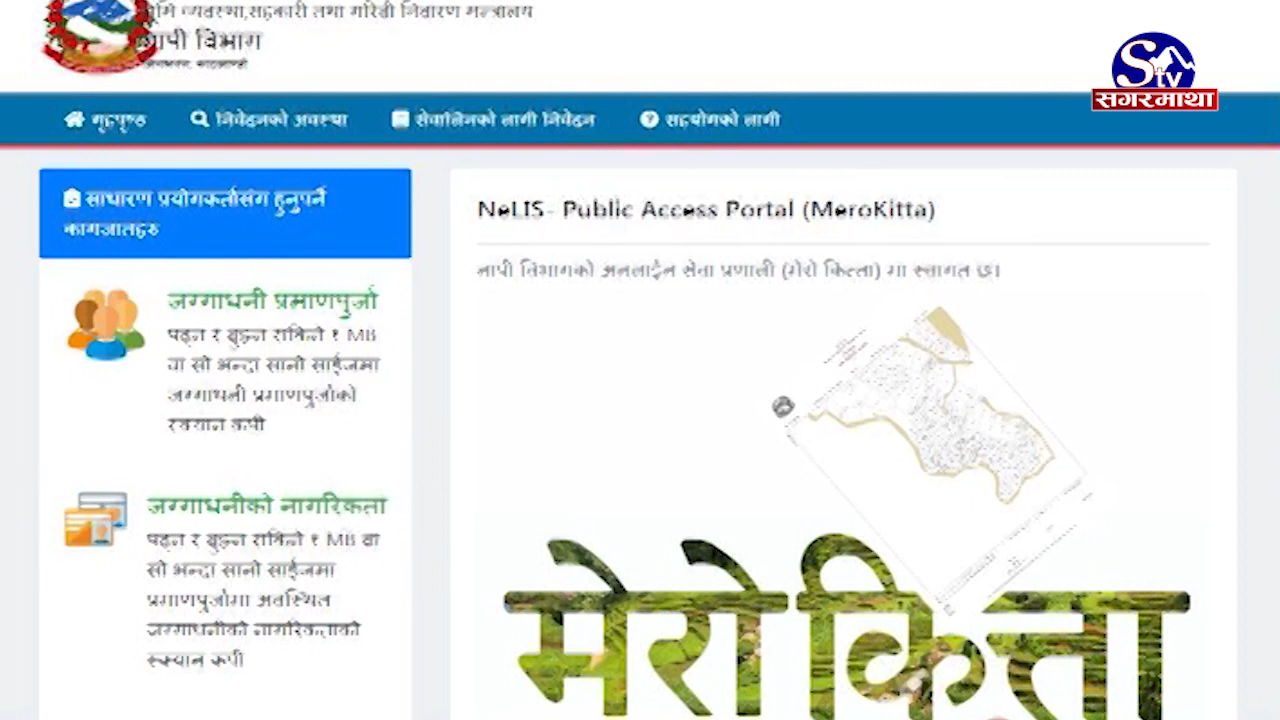 भूमि व्यवस्था,सहकारी तथा गरिवी निवारण मन्त्रालय
नापी विभाग
Stv
सगरमाथा
गृहपृष्ठ निवेदनको अवस्था सेवालिनको लागी निवेदन सहयोगको लागी
साधारण प्रयोगकर्तासंग हुनुपर्ने
कागजातहरु
NeLIS- Public Access Portal (MeroKitta)
नापी विभागको अनलाईन सेवा प्रणाली (मेरो कित्ता) मा स्वागत छ।
जग्गाधनी प्रमाणपुर्जा
पढ्न र बुझ्न सकिने १ MB
वा सो भन्दा सानो साईजमा
जग्गाधनी प्रमाणपुर्जाको
स्क्यान कपी
जग्गाधनीको नागरिकता
पढ्न र बुझ्न सकिने १ MB वा
सो भन्दा सानो साईजमा
प्रमाणपुर्जामा अवस्थित
जग्गाधनीको नागरिकताको
स्क्यान कपी
मेरो कित्ता